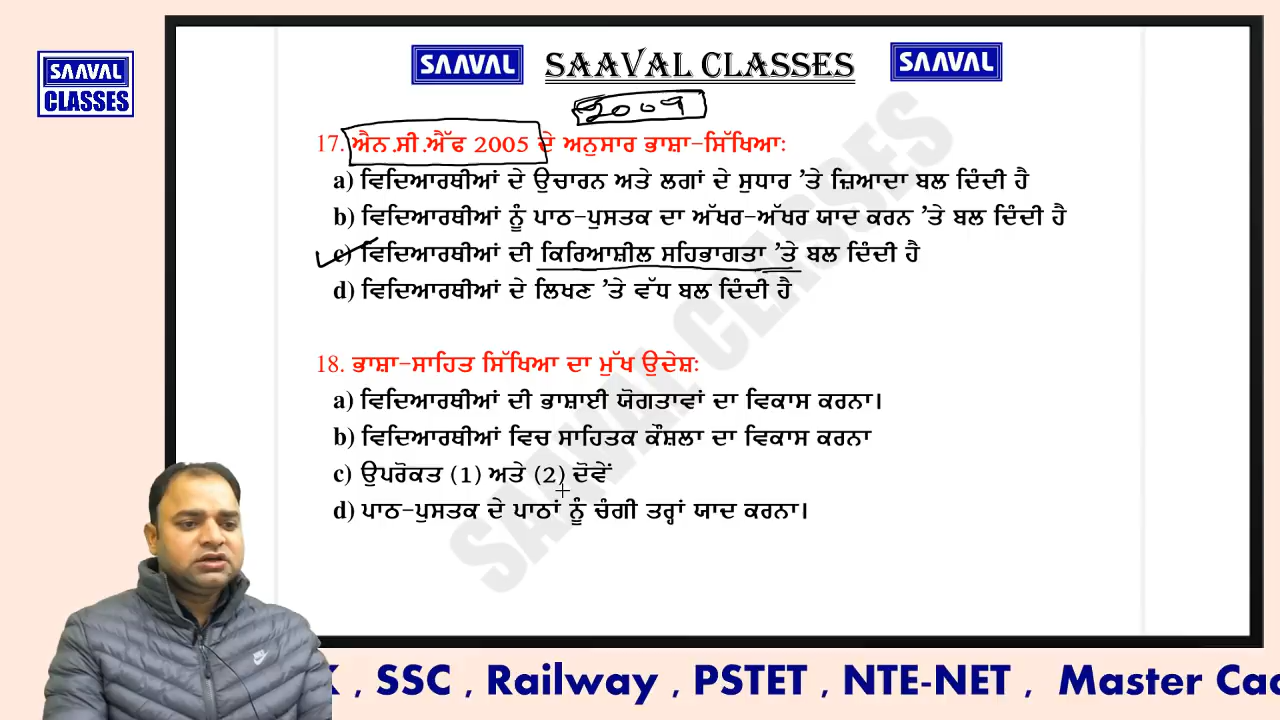 SAAVAL
CLASSES
SAAVAL
SAAVAL CLASSES
SAAVAL
2009
17. ਐਨ.ਸੀ.ਐੱਫ 2005 ਦੇ ਅਨੁਸਾਰ ਭਾਸ਼ਾ-ਸਿੱਖਿਆ:
a) ਵਿਦਿਆਰਥੀਆਂ ਦੇ ਉਚਾਰਨ ਅਤੇ ਲਗਾਂ ਦੇ ਸੁਧਾਰ 'ਤੇ ਜ਼ਿਆਦਾ ਬਲ ਦਿੰਦੀ ਹੈ
b) ਵਿਦਿਆਰਥੀਆਂ ਨੂੰ ਪਾਠ-ਪੁਸਤਕ ਦਾ ਅੱਖਰ-ਅੱਖਰ ਯਾਦ ਕਰਨ 'ਤੇ ਬਲ ਦਿੰਦੀ ਹੈ
c) ਵਿਦਿਆਰਥੀਆਂ ਦੀ ਕਿਰਿਆਸ਼ੀਲ ਸਹਿਭਾਗਤਾ 'ਤੇ ਬਲ ਦਿੰਦੀ ਹੈ
d) ਵਿਦਿਆਰਥੀਆਂ ਦੇ ਲਿਖਣ 'ਤੇ ਵੱਧ ਬਲ ਦਿੰਦੀ ਹੈ
18. ਭਾਸ਼ਾ-ਸਾਹਿਤ ਸਿੱਖਿਆ ਦਾ ਮੁੱਖ ਉਦੇਸ਼:
a) ਵਿਦਿਆਰਥੀਆਂ ਦੀ ਭਾਸ਼ਾਈ ਯੋਗਤਾਵਾਂ ਦਾ ਵਿਕਾਸ ਕਰਨਾ।
b) ਵਿਦਿਆਰਥੀਆਂ ਵਿਚ ਸਾਹਿਤਕ ਕੌਸ਼ਲਾ ਦਾ ਵਿਕਾਸ ਕਰਨਾ
c) ਉਪਰੋਕਤ (1) ਅਤੇ (2) ਦੋਵੇਂ
d) ਪਾਠ-ਪੁਸਤਕ ਦੇ ਪਾਠਾਂ ਨੂੰ ਚੰਗੀ ਤਰ੍ਹਾਂ ਯਾਦ ਕਰਨਾ।
SAAVAL CLASSES
, SSC , Railway , PSTET , NTE-NET , Master